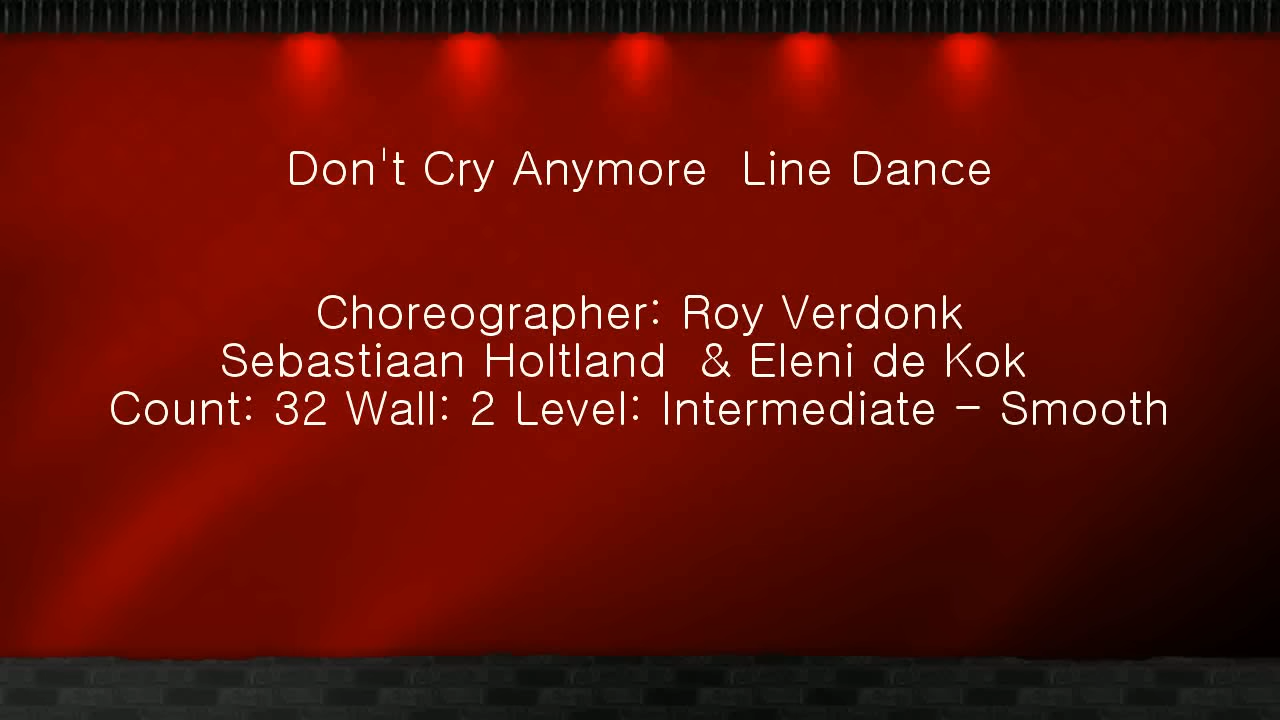 Don't Cry Anymore  Line Dance
Choreographer: Roy Verdonk
Sebastiaan Holtland  & Eleni de Kok
Count: 32 Wall: 2 Level: Intermediate - Smooth